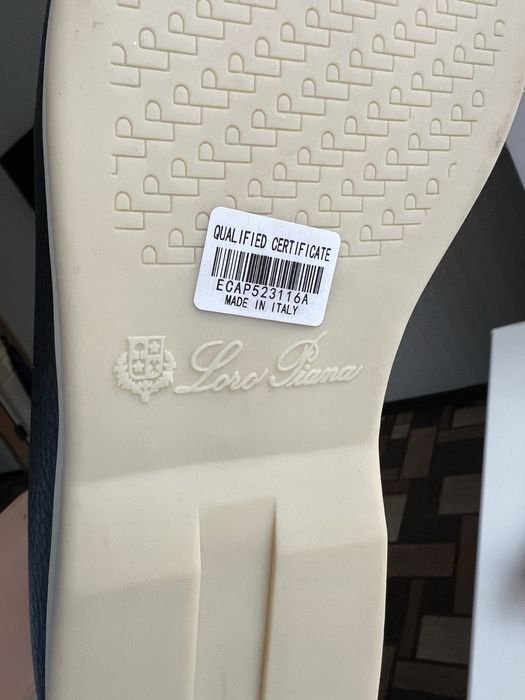 QUALIFIED CERTIFICATE
ECAP523116A
MADE IN ITALY
Loro Piana